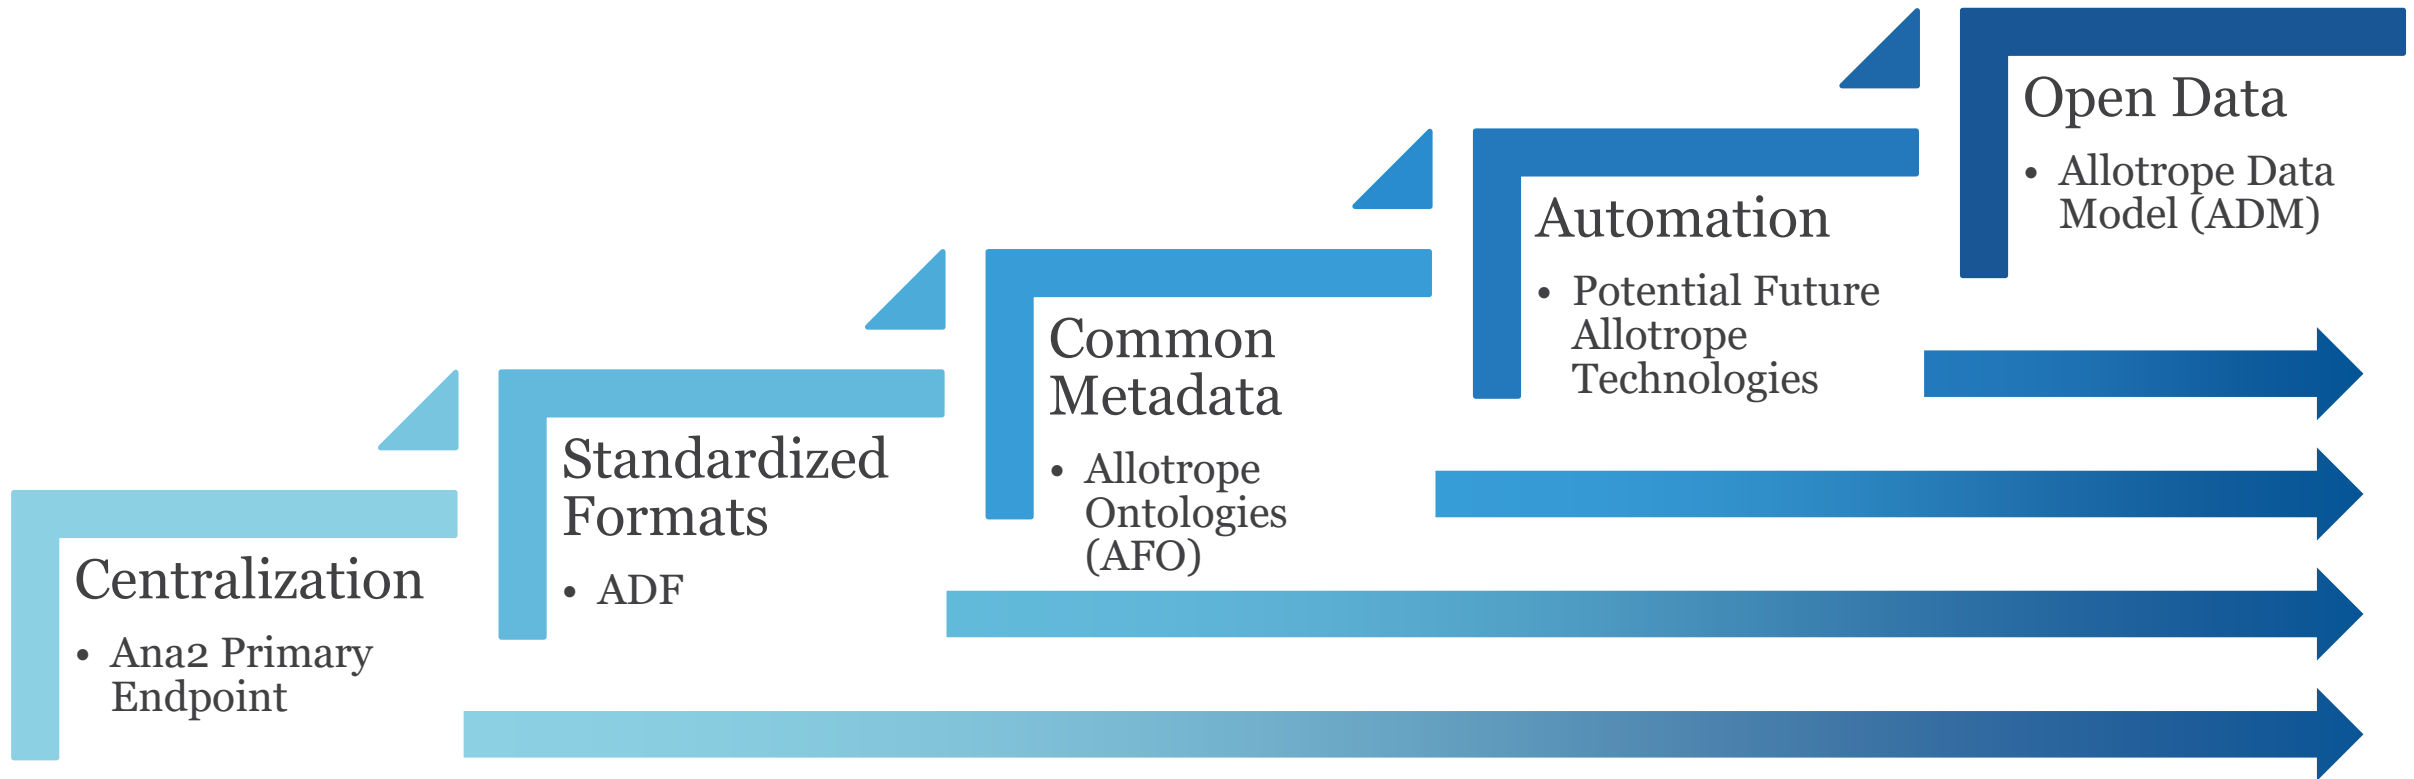 Centralization
• Ana2 Primary
Endpoint
Standardized
Formats
• ADF
Common
Metadata
• Allotrope
Ontologies
(AFO)
Automation
• Potential Future
Allotrope
Technologies
Open Data
• Allotrope Data
Model (ADM)